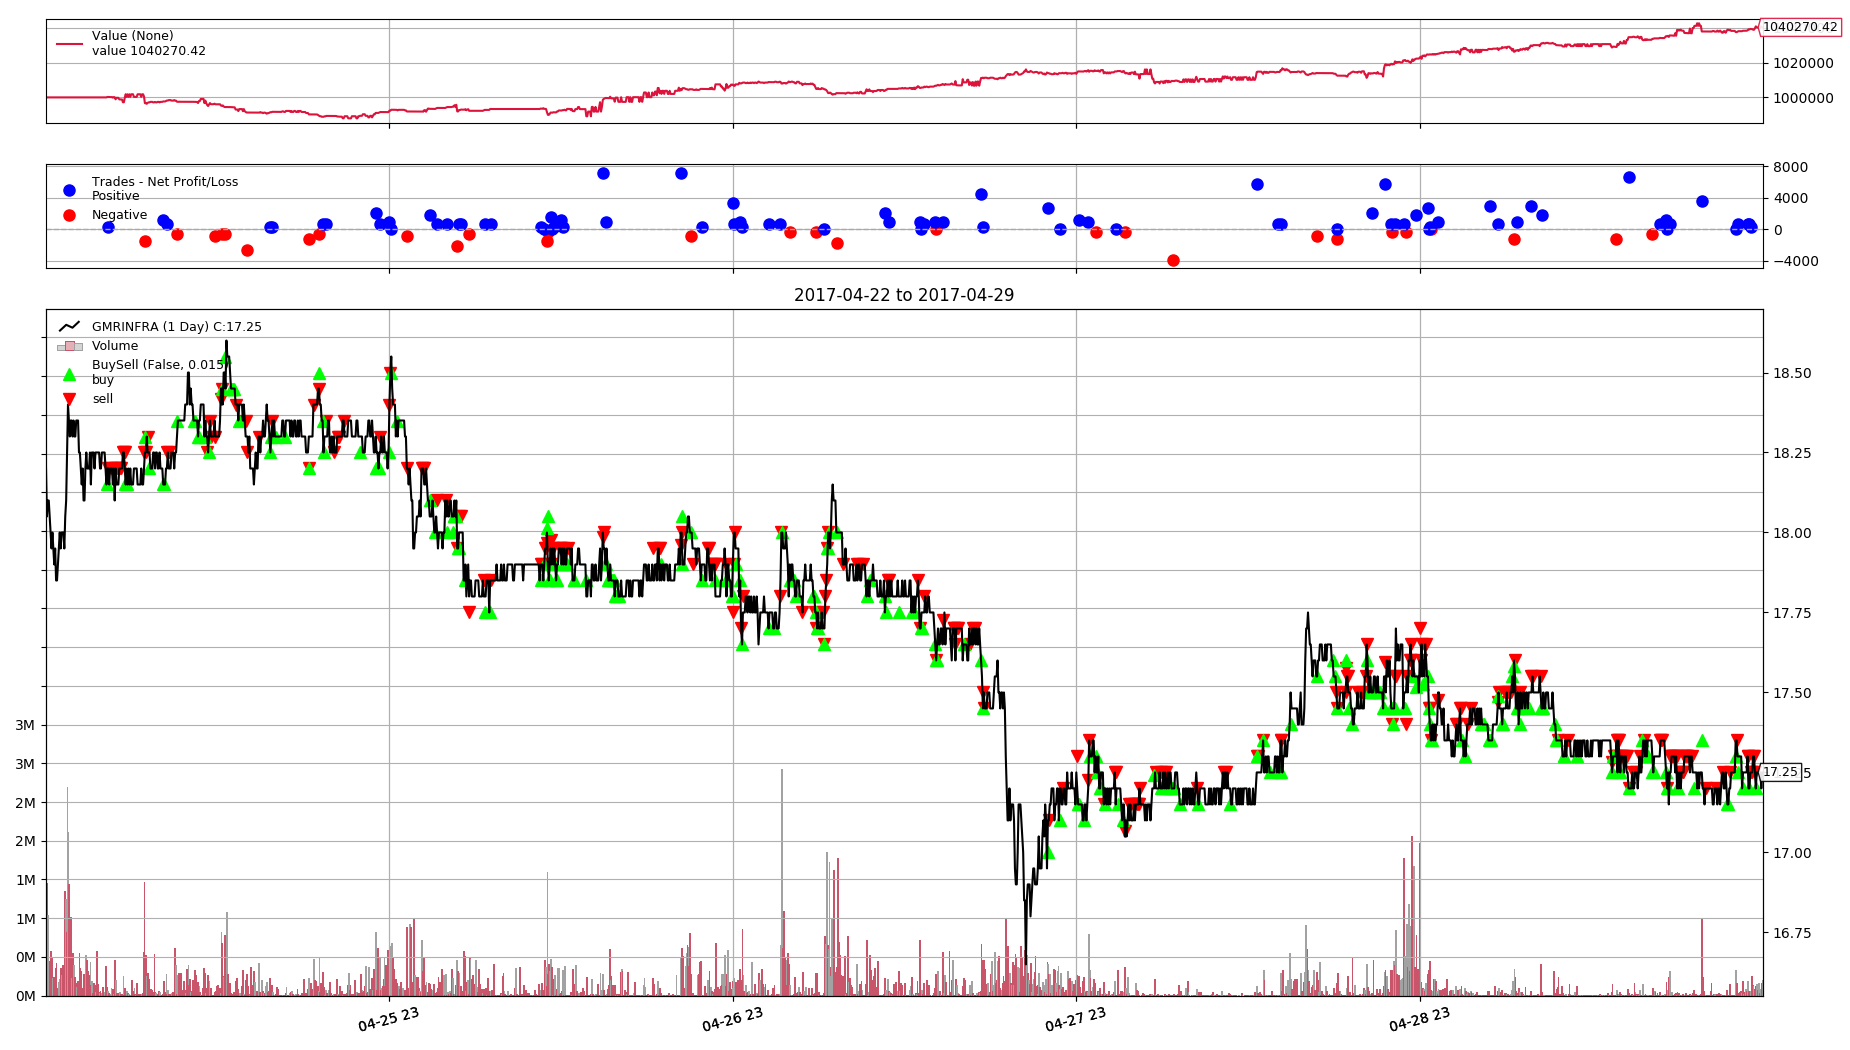 Value (None)
value 1040270.42
1040270.42
1020000
1000000
Trades - Net Profit/Loss
Positive
Negative
8000
4000
0
−4000
2017-04-22 to 2017-04-29
GMRINFRA (1 Day) C:17.25
Volume
BuySell (False, 0.015
buy
sell
18.50
18.25
18.00
17.75
17.50
17.25
5
17.00
16.75
3M
3M
2M
2M
1M
1M
0M
0M
04-25 23
04-26 23
04-27 23
04-28 23